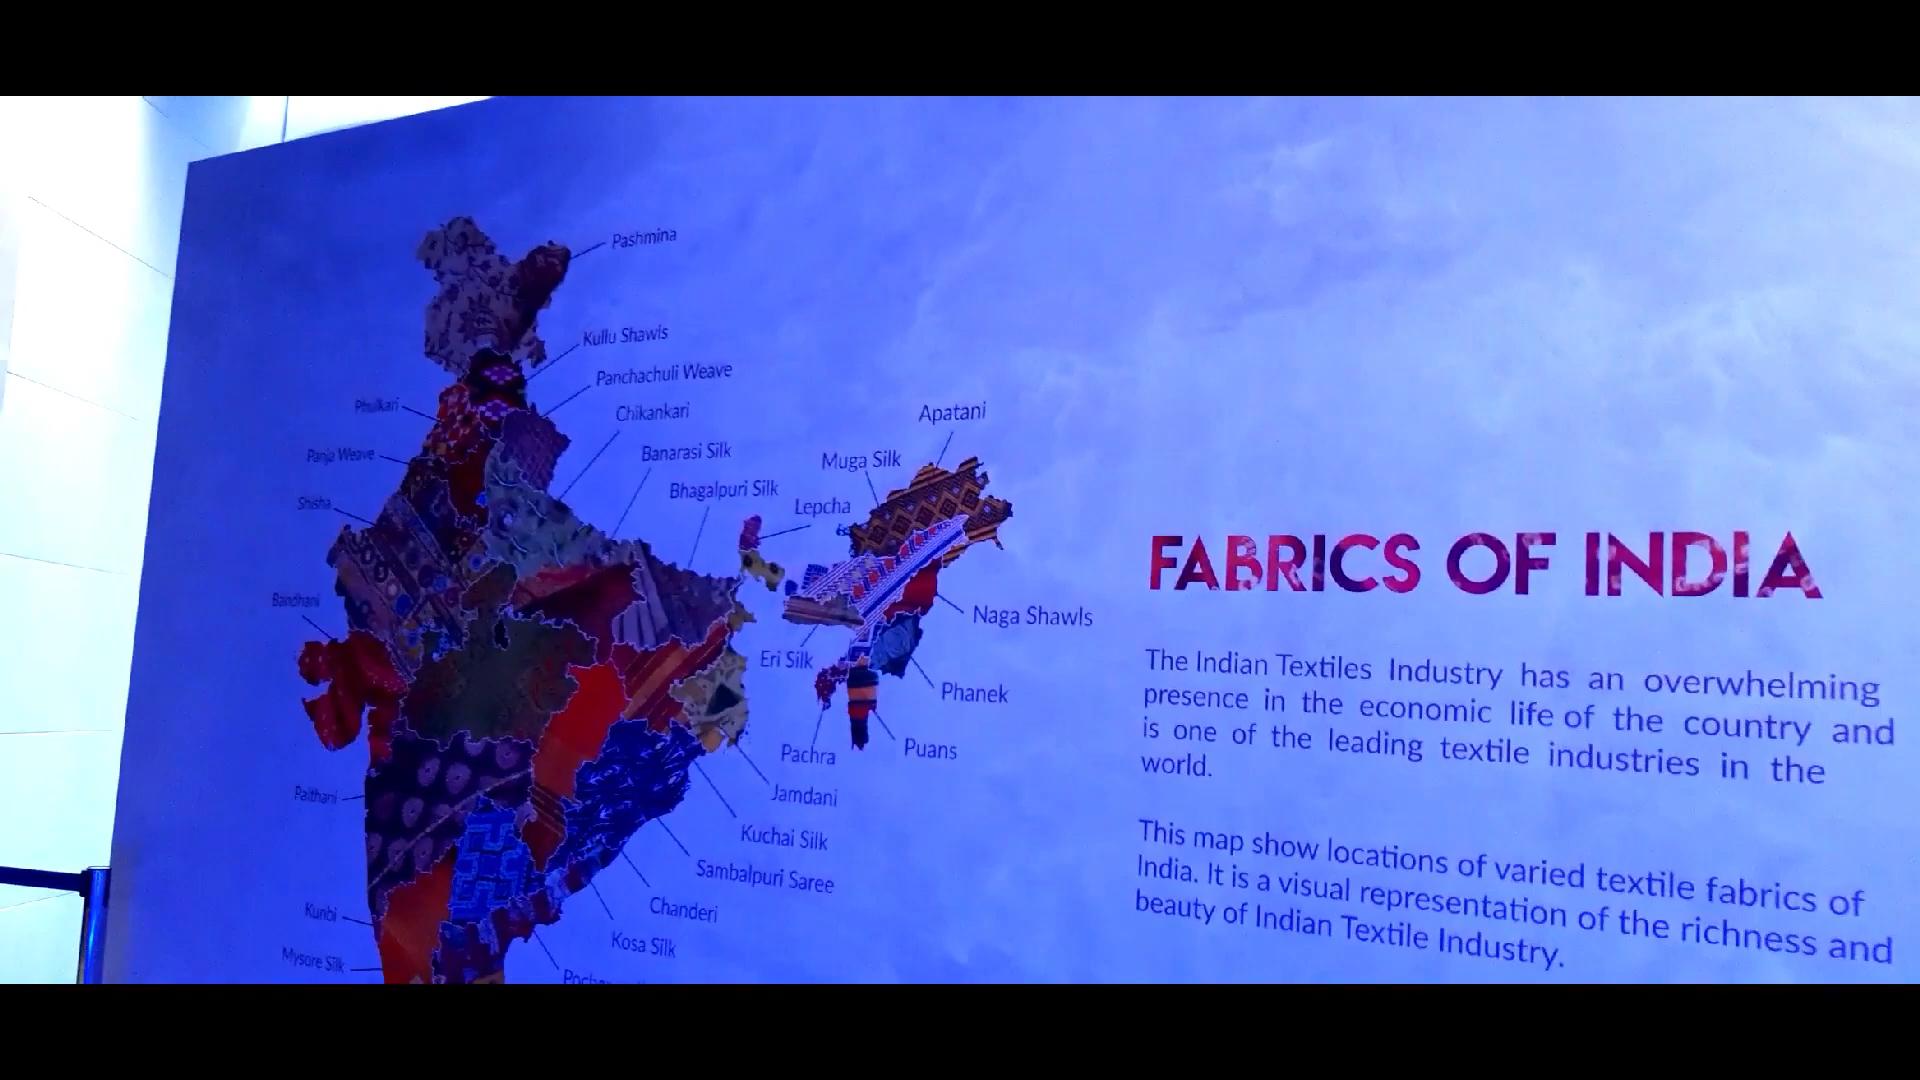 Pashmina
Kullu Shawls
Panchachuli Weave
Phulkari
Chikankari
Apatani
Panja Weave
Banarasi Silk
Muga Silk
Bhagalpuri Silk
Shisha
Lepcha
Bandhani
Naga Shawls
Eri Silk
Phanek
Pachra
Puans
Paithani
Jamdani
Kuchai Silk
Sambalpuri Saree
Kunbi
Chanderi
Kosa Silk
Mysore Silk
FABRICS OF INDIA
The Indian Textiles Industry has an overwhelming
presence in the economic life of the country and
is one of the leading textile industries in the
world.
This map show locations of varied textile fabrics of
India. It is a visual representation of the richness and
beauty of Indian Textile Industry.